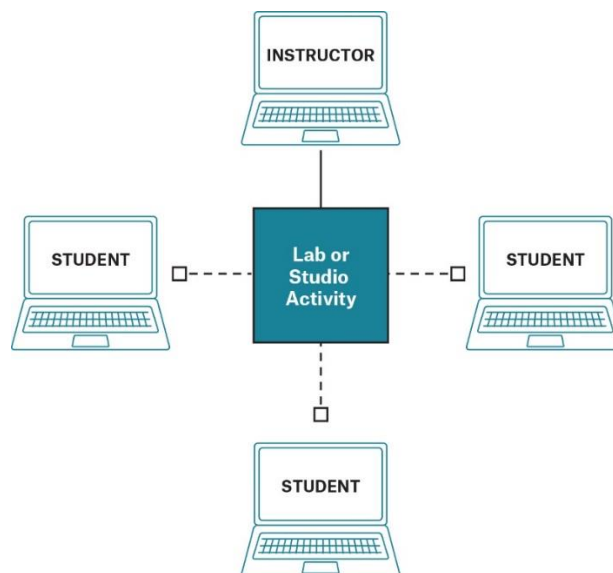 INSTRUCTOR
STUDENT
Lab or
Studio
Activity
STUDENT
STUDENT